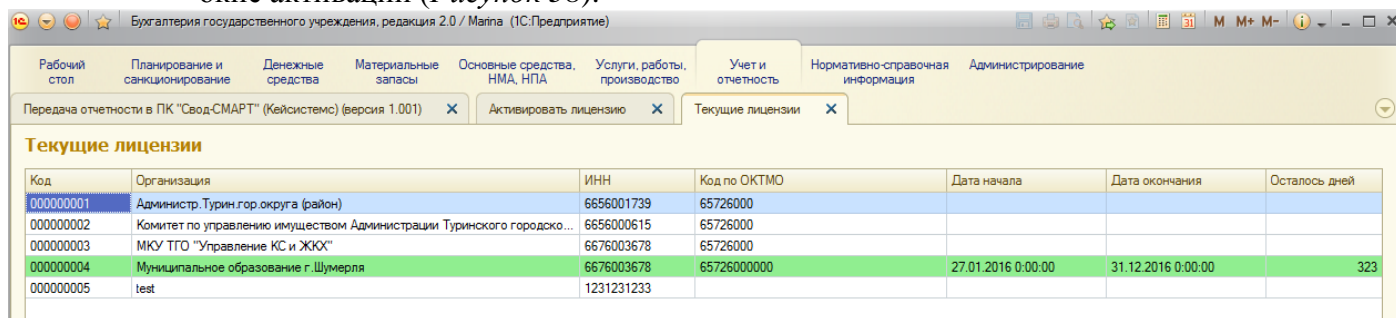 окне активации (Рисунок 38).
Бухгалтерия государственного учреждения, редакция 2.0 / Marina (1С:Предприятие)
M M+ M-
Рабочий стол Планирование и санкционирование Денежные средства Материальные запасы Основные средства, НМА, НПА Услуги, работы, производство Учет и отчетность Нормативно-справочная информация Администрирование
Передача отчетности в ПК "Свод-СМАРТ" (Кейсистемс) (версия 1.001) Активировать лицензию Текущие лицензии
Текущие лицензии
Код Организация ИНН Код по ОКТМО Дата начала Дата окончания Осталось дней
000000001 Администр.Турин.гор.округа (район) 6656001739 65726000
000000002 Комитет по управлению имуществом Администрации Туринского городско... 6656000615 65726000
000000003 МКУ ТГО "Управление КС и ЖКХ" 6676003678 65726000
000000004 Муниципальное образование г.Шумерля 6676003678 65726000000 27.01.2016 0:00:00 31.12.2016 0:00:00 323
000000005 test 1231231233